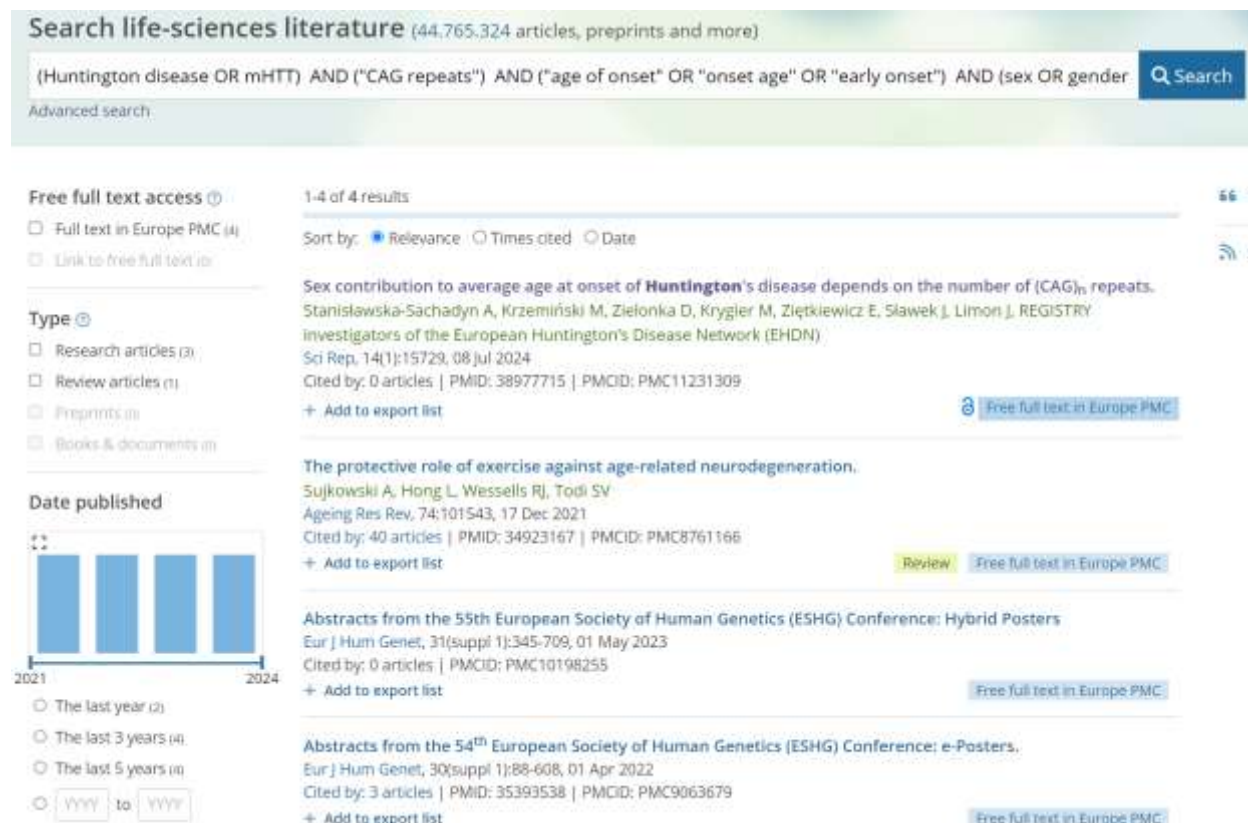 Search life-sciences literature (44.765.324 articles, preprints and more)
(Huntington disease OR mHTT) AND ("CAG repeats") AND ("age of onset" OR "onset age" OR "early onset") AND (sex OR gender
Search
Advanced search
Free full text access
Full text in Europe PMC (4)
Link to free full text (0)
Type
Research articles (3)
Review articles (1)
Preprints (0)
Books & documents (0)
Date published
2021 2024
The last year (2)
The last 3 years (4)
The last 5 years (4)
YYYY to YYYY
1-4 of 4 results
Sort by: Relevance Times cited Date
Sex contribution to average age at onset of Huntington's disease depends on the number of (CAG)n repeats.
Stanisławska-Sachadyn A, Krzemiński M, Zielonka D, Krygier M, Ziętkiewicz E, Sławek J, Limon J, REGISTRY
investigators of the European Huntington's Disease Network (EHDN)
Sci Rep, 14(1):15729, 08 Jul 2024
Cited by: 0 articles | PMID: 38977715 | PMCID: PMC11231309
+ Add to export list
Free full text in Europe PMC
The protective role of exercise against age-related neurodegeneration.
Sujkowski A, Hong L, Wessells RJ, Todi SV
Ageing Res Rev, 74:101543, 17 Dec 2021
Cited by: 40 articles | PMID: 34923167 | PMCID: PMC8761166
+ Add to export list
Review Free full text in Europe PMC
Abstracts from the 55th European Society of Human Genetics (ESHG) Conference: Hybrid Posters
Eur J Hum Genet, 31(suppl 1):345-709, 01 May 2023
Cited by: 0 articles | PMCID: PMC10198255
+ Add to export list
Free full text in Europe PMC
Abstracts from the 54th European Society of Human Genetics (ESHG) Conference: e-Posters.
Eur J Hum Genet, 30(suppl 1):88-608, 01 Apr 2022
Cited by: 3 articles | PMID: 35393538 | PMCID: PMC9063679
+ Add to export list
Free full text in Europe PMC